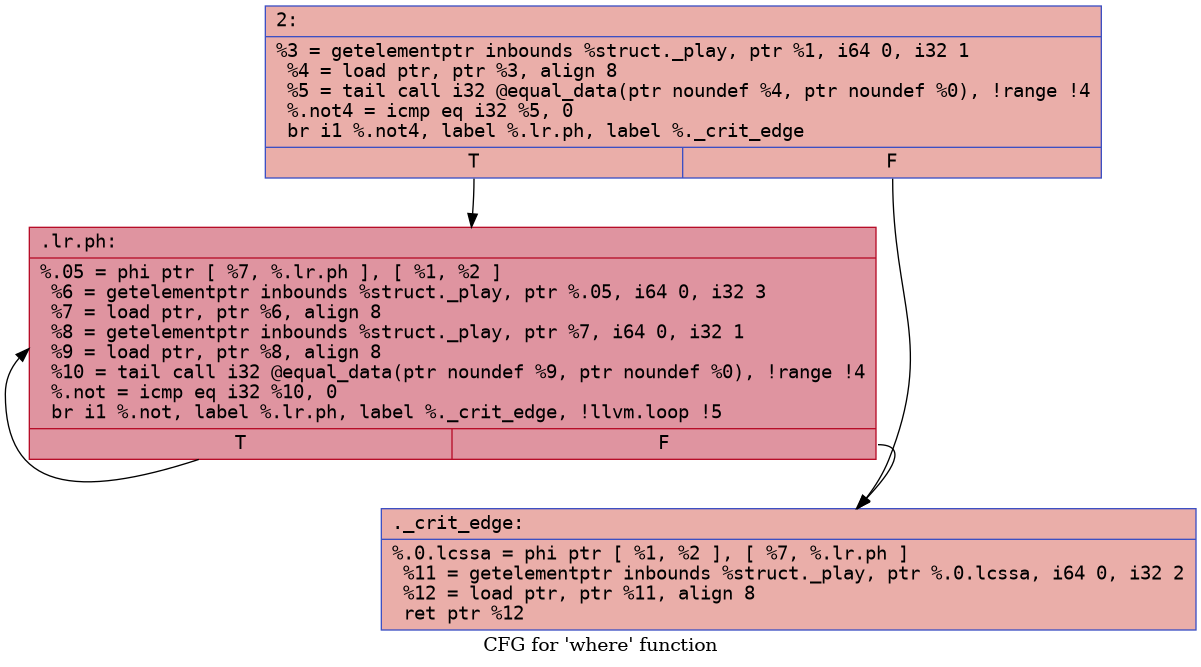 2:
%3 = getelementptr inbounds %struct._play, ptr %1, i64 0, i32 1
%4 = load ptr, ptr %3, align 8
%5 = tail call i32 @equal_data(ptr noundef %4, ptr noundef %0), !range !4
%.not4 = icmp eq i32 %5, 0
br i1 %.not4, label %.lr.ph, label %._crit_edge
T F
.lr.ph:
%.05 = phi ptr [ %7, %.lr.ph ], [ %1, %2 ]
%6 = getelementptr inbounds %struct._play, ptr %.05, i64 0, i32 3
%7 = load ptr, ptr %6, align 8
%8 = getelementptr inbounds %struct._play, ptr %7, i64 0, i32 1
%9 = load ptr, ptr %8, align 8
%10 = tail call i32 @equal_data(ptr noundef %9, ptr noundef %0), !range !4
%.not = icmp eq i32 %10, 0
br i1 %.not, label %.lr.ph, label %._crit_edge, !llvm.loop !5
T F
._crit_edge:
%.0.lcssa = phi ptr [ %1, %2 ], [ %7, %.lr.ph ]
%11 = getelementptr inbounds %struct._play, ptr %.0.lcssa, i64 0, i32 2
%12 = load ptr, ptr %11, align 8
ret ptr %12
CFG for 'where' function